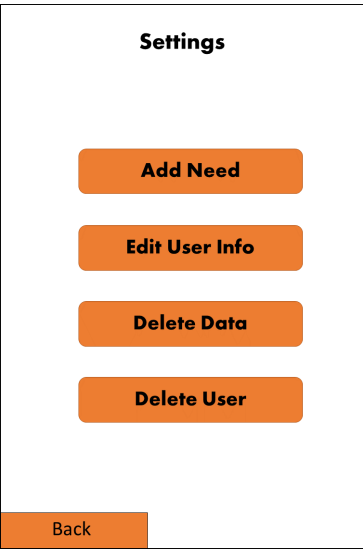 Settings
Add Need
Edit User Info
Delete Data
Delete User
Back